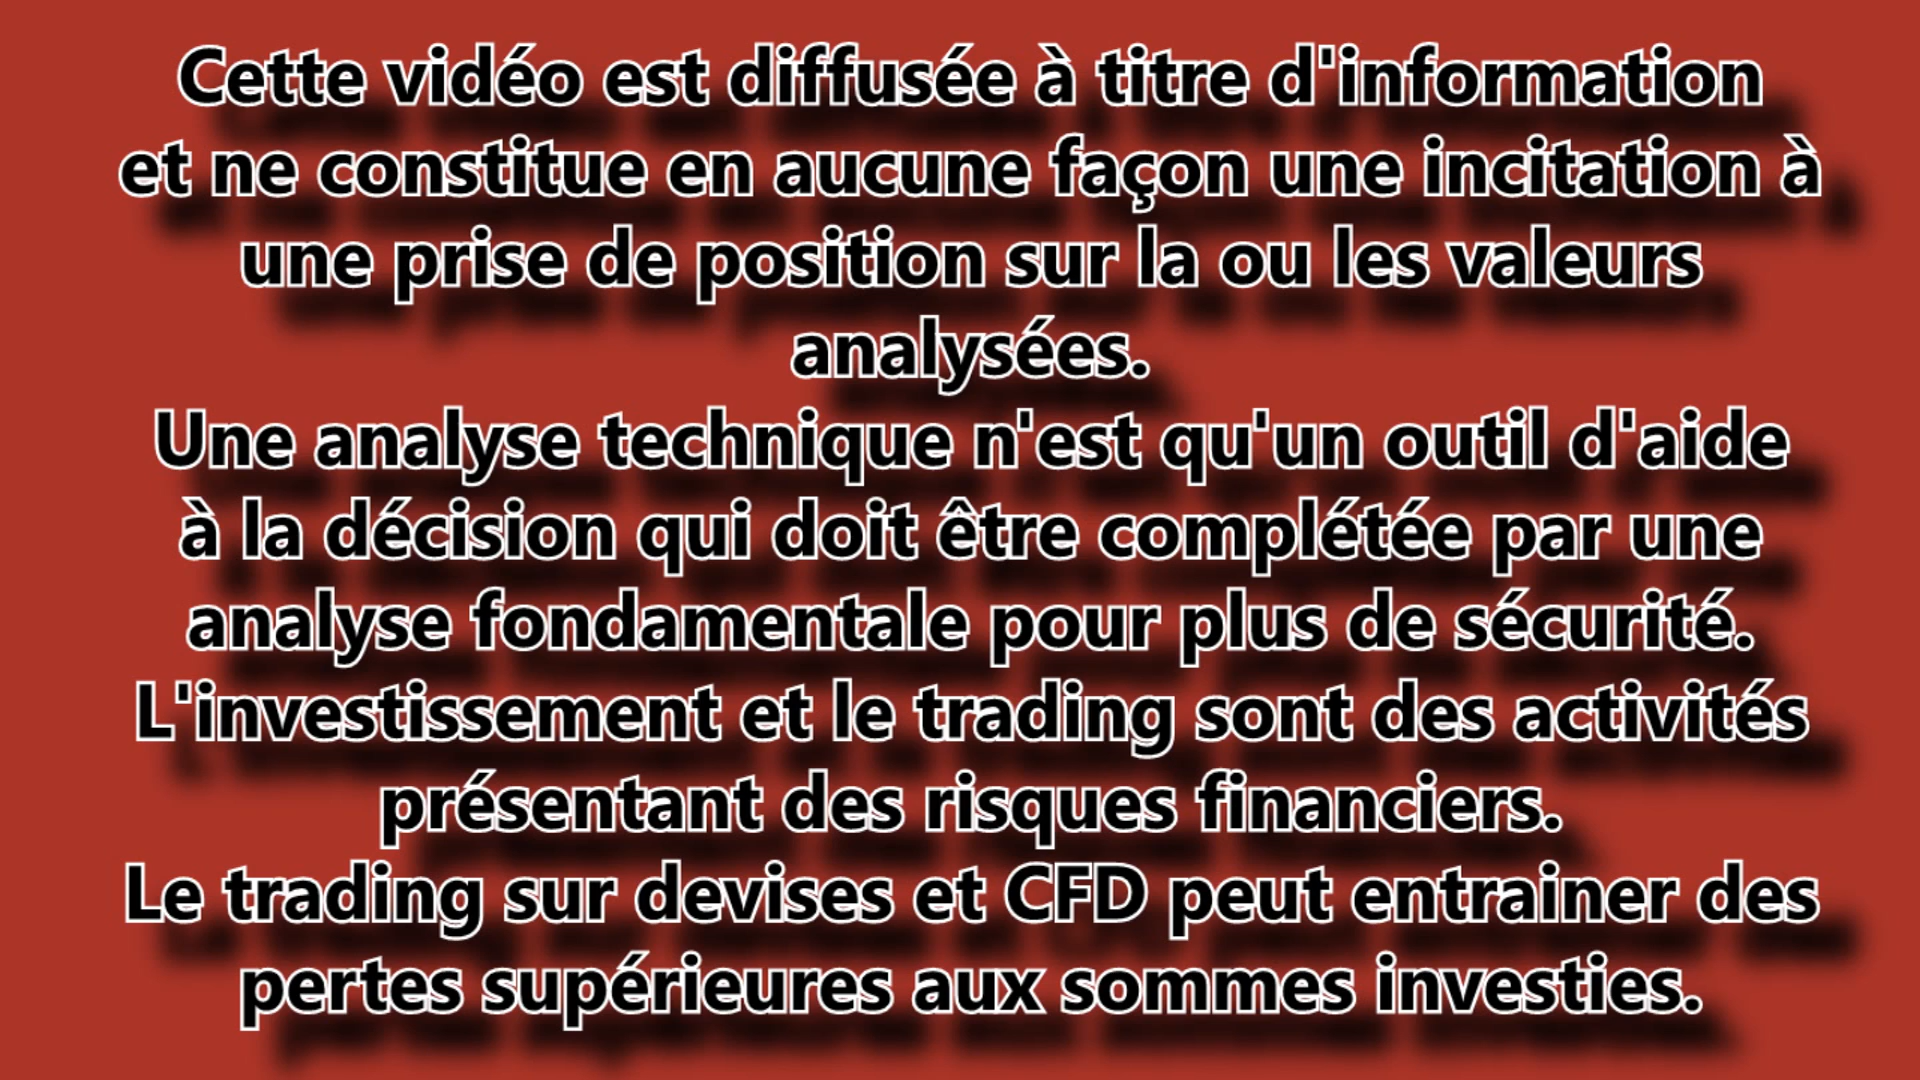 Cette vidéo est diffusée à titre d'information
et ne constitue en aucune façon une incitation à
une prise de position sur la ou les valeurs
analysées.
Une analyse technique n'est qu'un outil d'aide
à la décision qui doit être complétée par une
analyse fondamentale pour plus de sécurité.
L'investissement et le trading sont des activités
présentant des risques financiers.
Le trading sur devises et CFD peut entrainer des
pertes supérieures aux sommes investies.